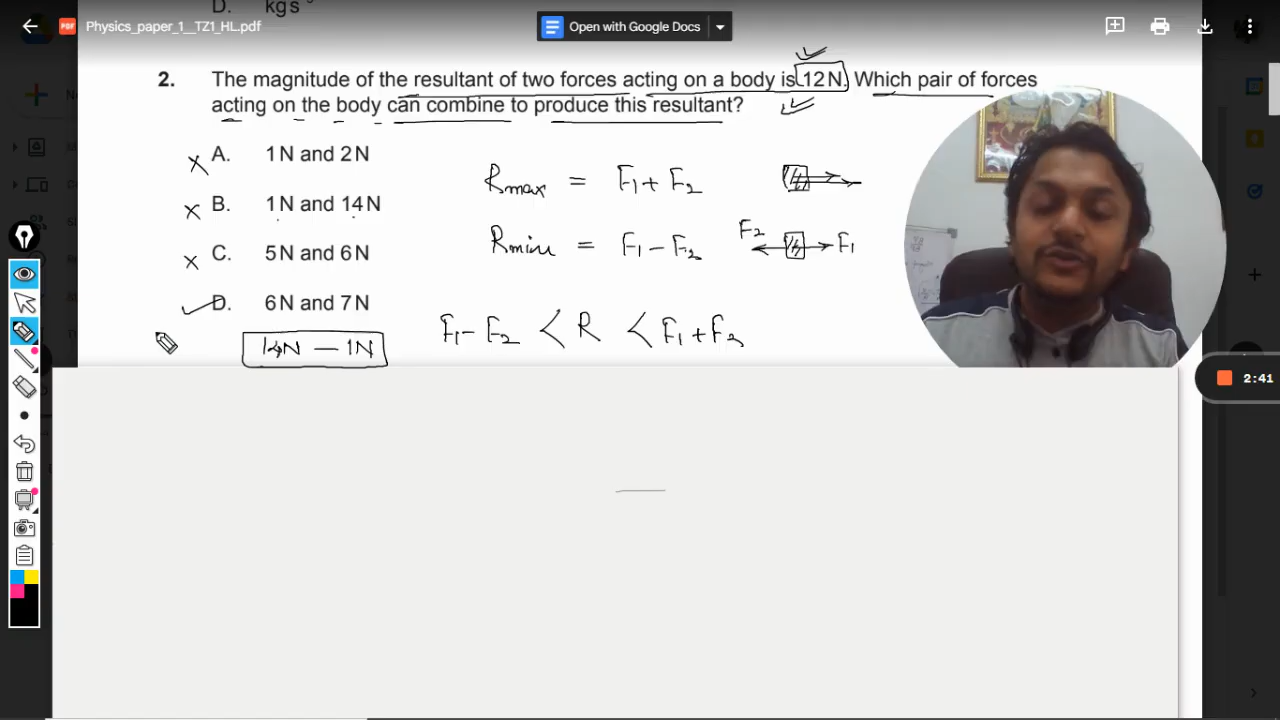 D. kg s
PDF Physics_paper_1__TZ1_HL.pdf
Open with Google Docs
2. The magnitude of the resultant of two forces acting on a body is 12 N. Which pair of forces
acting on the body can combine to produce this resultant?
A. 1 N and 2 N
B. 1 N and 14 N
C. 5 N and 6 N
D. 6 N and 7 N
Rmax = F1 + F2
Rmin = F1 − F2
F2 F1
F1 − F2 < R < F1 + F2
14N — 1N
2:41